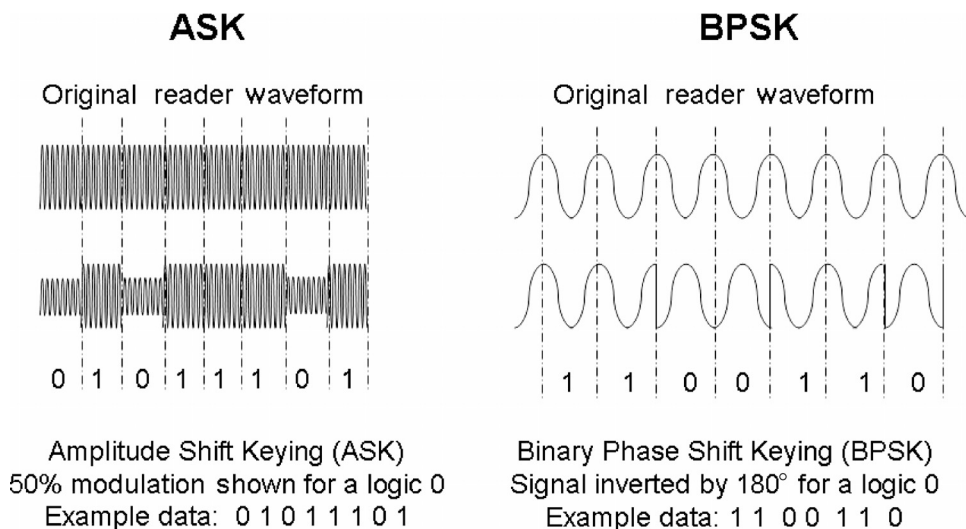 ASK
Original reader waveform
0 1 0 1 1 1 0 1
Amplitude Shift Keying (ASK)
50% modulation shown for a logic 0
Example data: 0 1 0 1 1 1 0 1
BPSK
Original reader waveform
1 1 0 0 1 1 0
Binary Phase Shift Keying (BPSK)
Signal inverted by 180° for a logic 0
Example data: 1 1 0 0 1 1 0